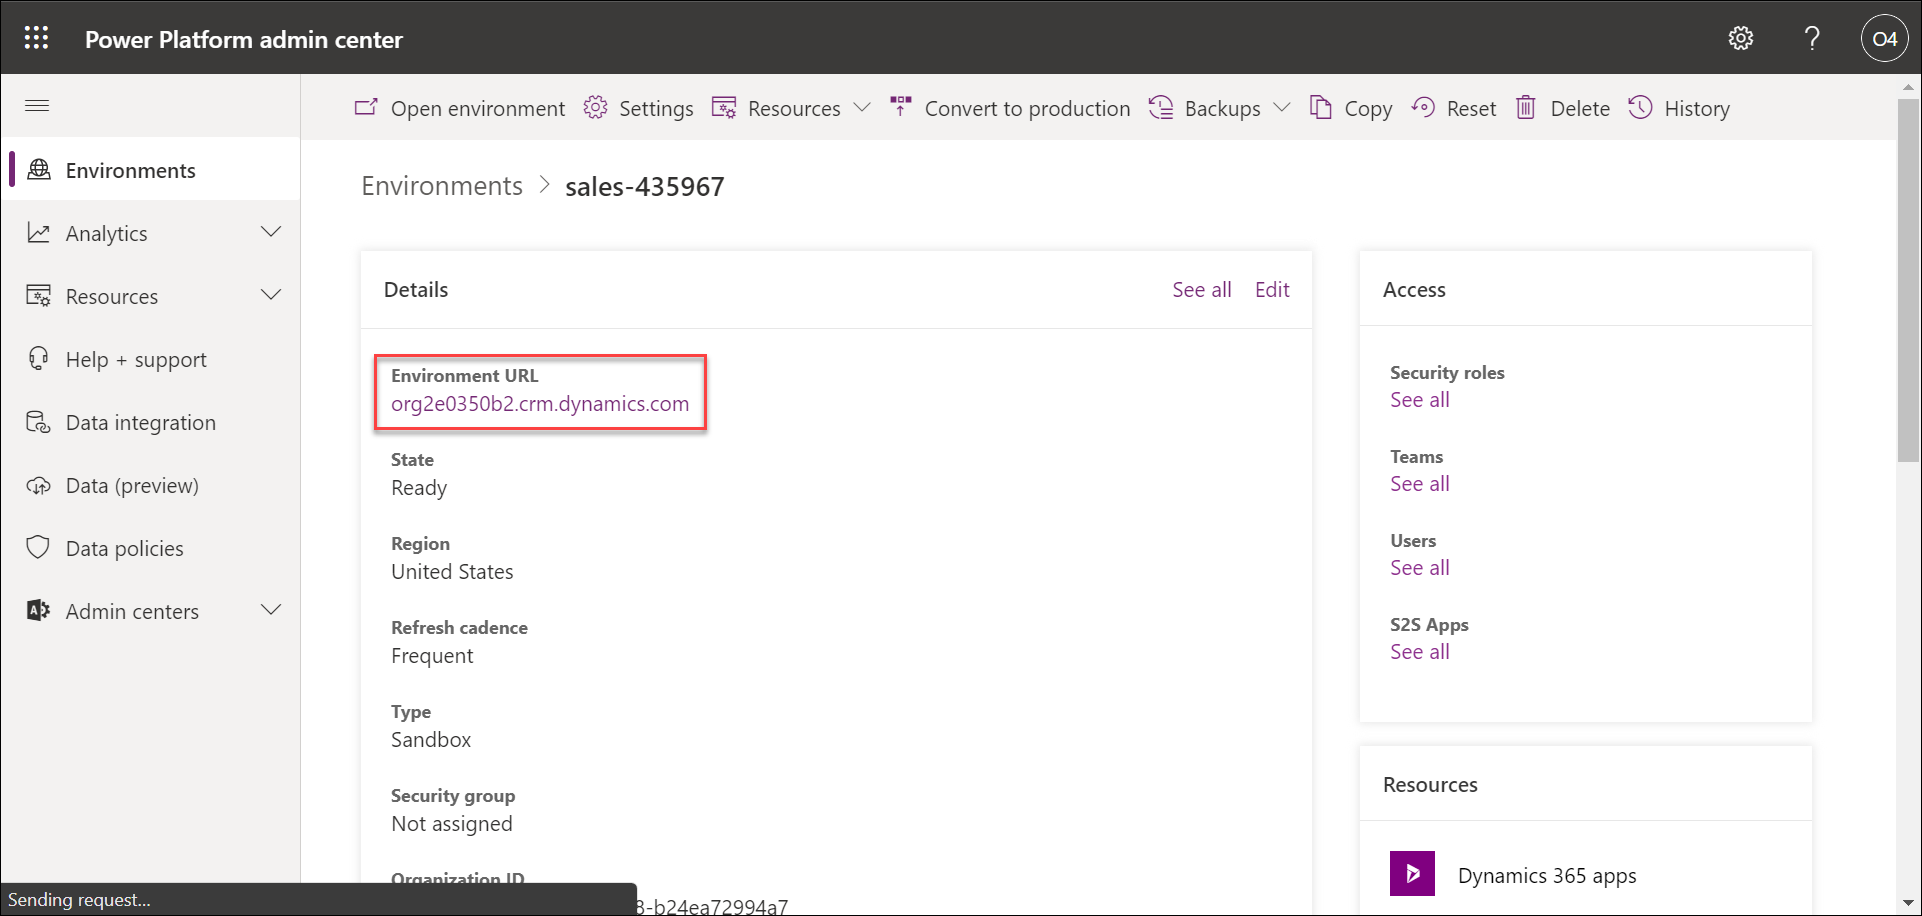 Power Platform admin center
O4
Open environment
Settings
Resources
Convert to production
Backups
Copy
Reset
Delete
History
Environments
Analytics
Resources
Help + support
Data integration
Data (preview)
Data policies
Admin centers
Environments > sales-435967
Details
See all
Edit
Environment URL
org2e0350b2.crm.dynamics.com
State
Ready
Region
United States
Refresh cadence
Frequent
Type
Sandbox
Security group
Not assigned
Organization ID
-b24ea72994a7
Access
Security roles
See all
Teams
See all
Users
See all
S2S Apps
See all
Resources
Dynamics 365 apps
Sending request...